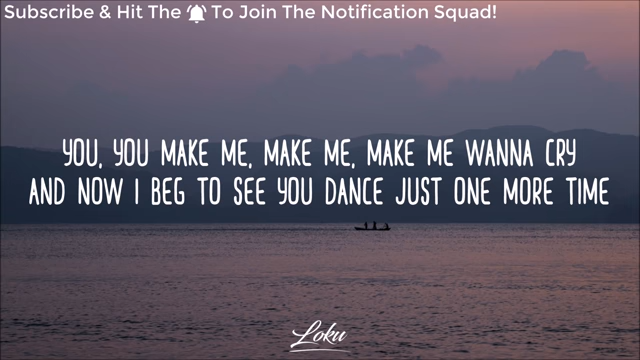 Subscribe & Hit The 🔔 To Join The Notification Squad!
YOU, YOU MAKE ME, MAKE ME, MAKE ME WANNA CRY
AND NOW I BEG TO SEE YOU DANCE JUST ONE MORE TIME
Loku